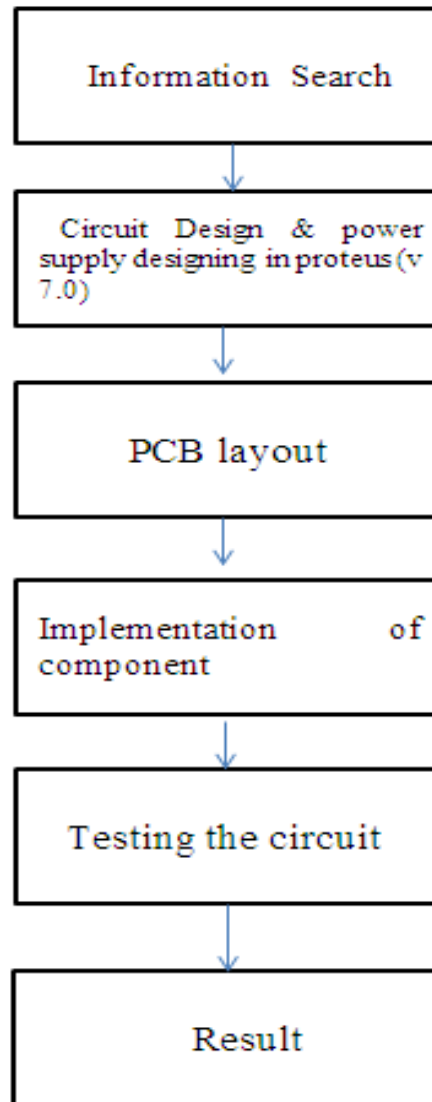 Information Search
Circuit Design & power
supply designing in proteus (v
7.0)
PCB layout
Implementation of
component
Testing the circuit
Result